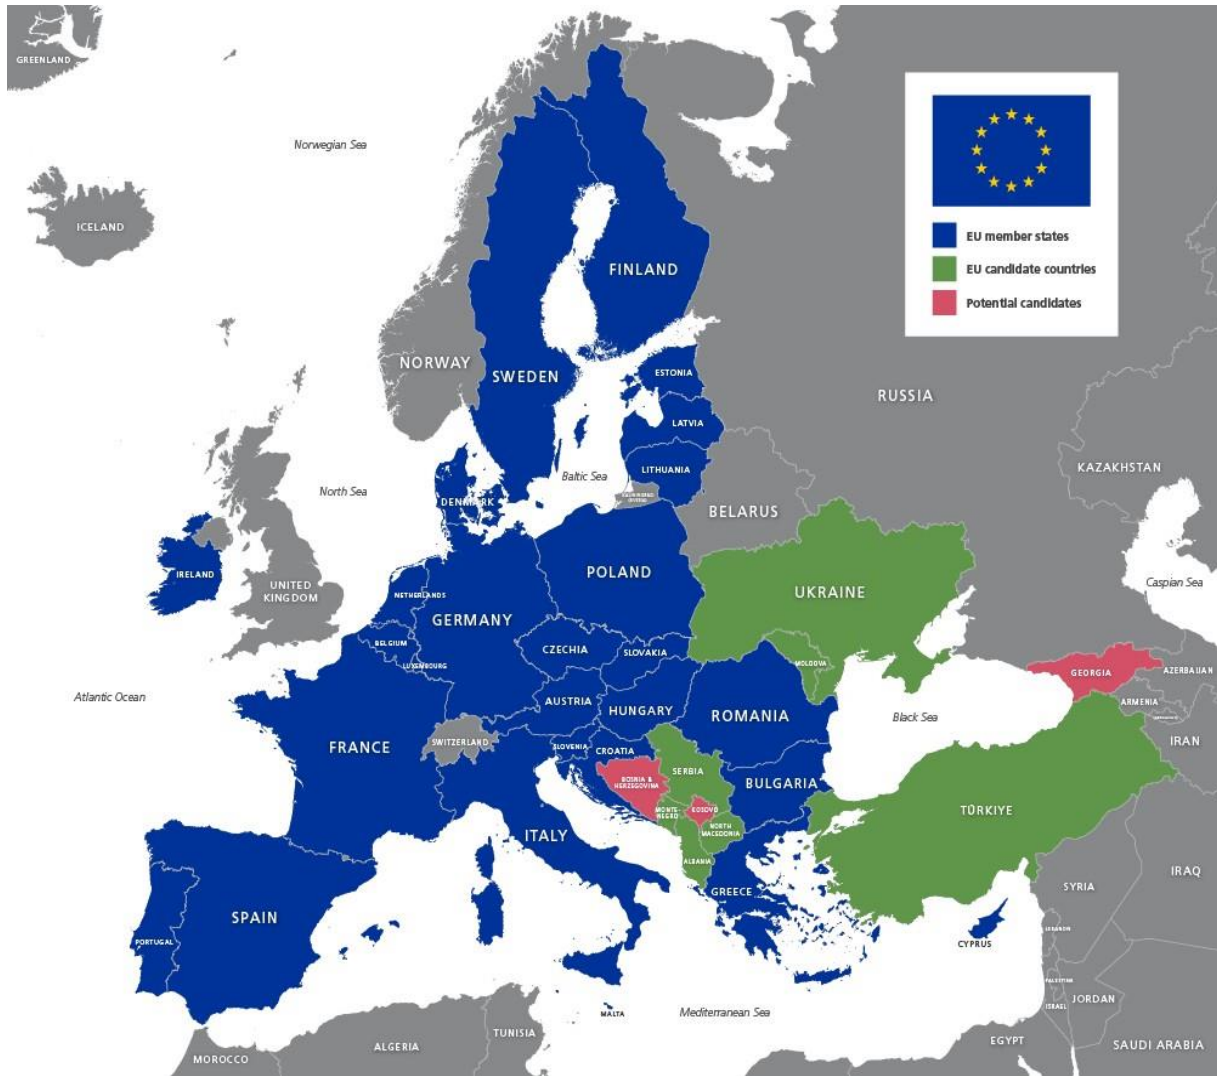 GREENLAND
Norwegian Sea
ICELAND
EU member states
EU candidate countries
Potential candidates
FINLAND
NORWAY
SWEDEN
ESTONIA
RUSSIA
LATVIA
LITHUANIA
KAZAKHSTAN
Baltic Sea
North Sea
DENMARK
BELARUS
IRELAND
UNITED
KINGDOM
POLAND
UKRAINE
Caspian Sea
NETHERLANDS
GERMANY
BELGIUM
CZECHIA
SLOVAKIA
LUXEMBOURG
MOLDOVA
GEORGIA
AZERBAIJAN
Atlantic Ocean
AUSTRIA
HUNGARY
ROMANIA
Black Sea
ARMENIA
FRANCE
SWITZERLAND
SLOVENIA
CROATIA
IRAN
SERBIA
BOSNIA &
HERZEGOVINA
BULGARIA
MONTE-
NEGRO
KOSOVO
TÜRKIYE
ITALY
NORTH
MACEDONIA
ALBANIA
IRAQ
SYRIA
GREECE
SPAIN
PORTUGAL
CYPRUS
LEBANON
PALESTINE
ISRAEL
JORDAN
MALTA
Mediterranean Sea
TUNISIA
ALGERIA
MOROCCO
EGYPT
SAUDI ARABIA